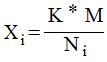 Xi = K * M / Ni